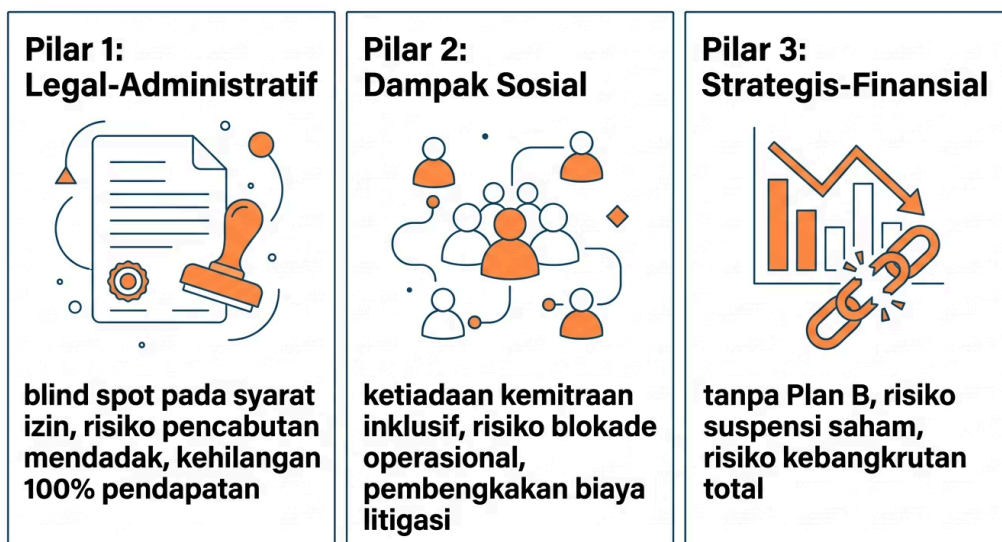 Pilar 1:
Legal-Administratif
blind spot pada syarat
izin, risiko pencabutan
mendadak, kehilangan
100% pendapatan
Pilar 2:
Dampak Sosial
ketiadaan kemitraan
inklusif, risiko blokade
operasional,
pembengkakan biaya
litigasi
Pilar 3:
Strategis-Finansial
tanpa Plan B, risiko
suspensi saham,
risiko kebangkrutan
total